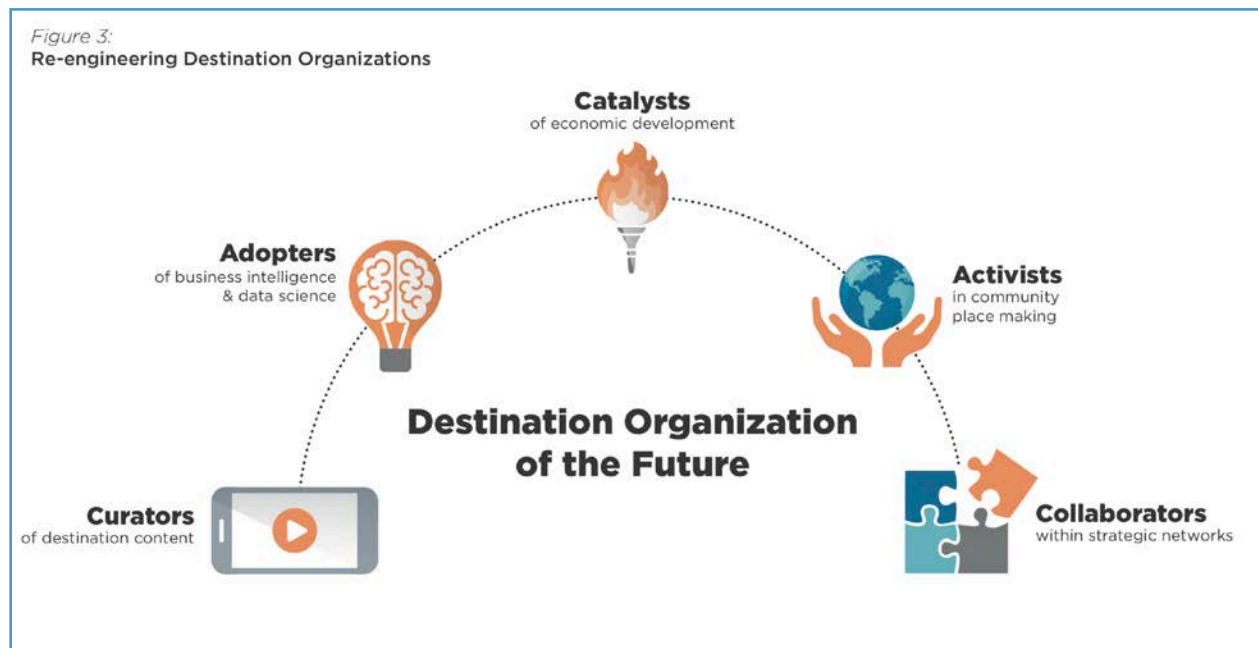 Figure 3:
Re-engineering Destination Organizations
Catalysts
of economic development
Adopters
of business intelligence
& data science
Activists
in community
place making
Destination Organization
of the Future
Curators
of destination content
Collaborators
within strategic networks